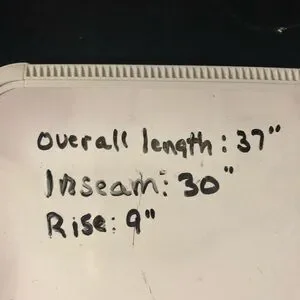 Overall length: 37"
Inseam: 30"
Rise: 9"